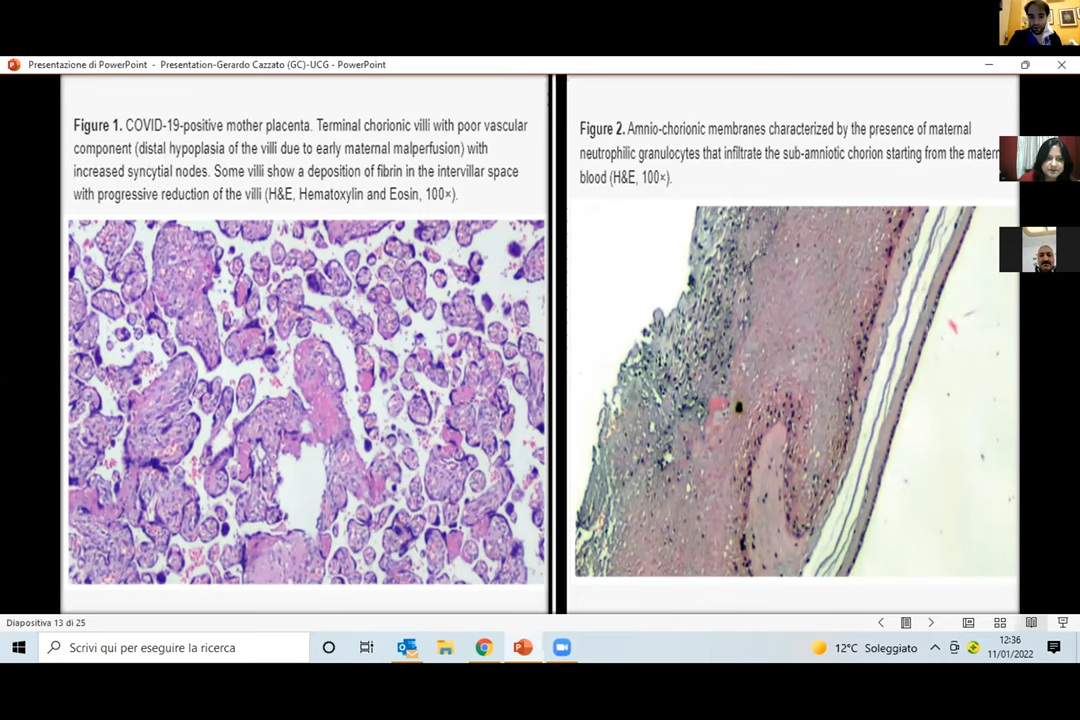 Presentazione di PowerPoint - Presentation-Gerardo Cazzato (GC)-UCG - PowerPoint
Figure 1. COVID-19-positive mother placenta. Terminal chorionic villi with poor vascular
component (distal hypoplasia of the villi due to early maternal malperfusion) with
increased syncytial nodes. Some villi show a deposition of fibrin in the intervillar space
with progressive reduction of the villi (H&E, Hematoxylin and Eosin, 100×).
Figure 2. Amnio-chorionic membranes characterized by the presence of maternal
neutrophilic granulocytes that infiltrate the sub-amniotic chorion starting from the matern
blood (H&E, 100×).
Diapositiva 13 di 25
Scrivi qui per eseguire la ricerca
12°C Soleggiato
12:36
11/01/2022